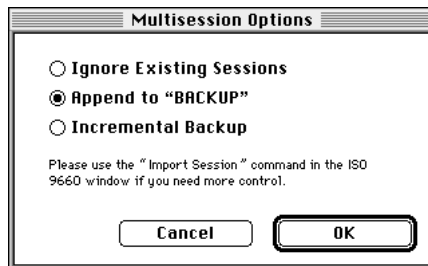 Multisession Options
Ignore Existing Sessions
Append to “BACKUP”
Incremental Backup
Please use the “Import Session” command in the ISO
9660 window if you need more control.
Cancel OK